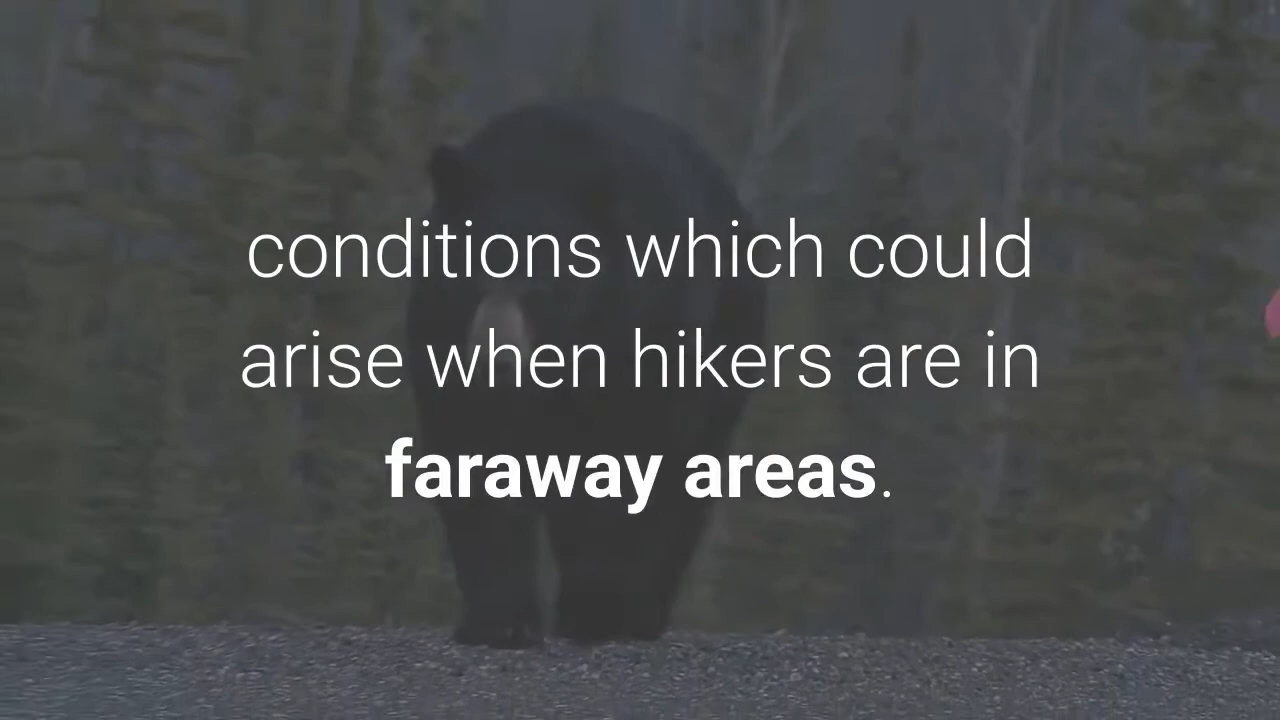 conditions which could
arise when hikers are in
faraway areas.